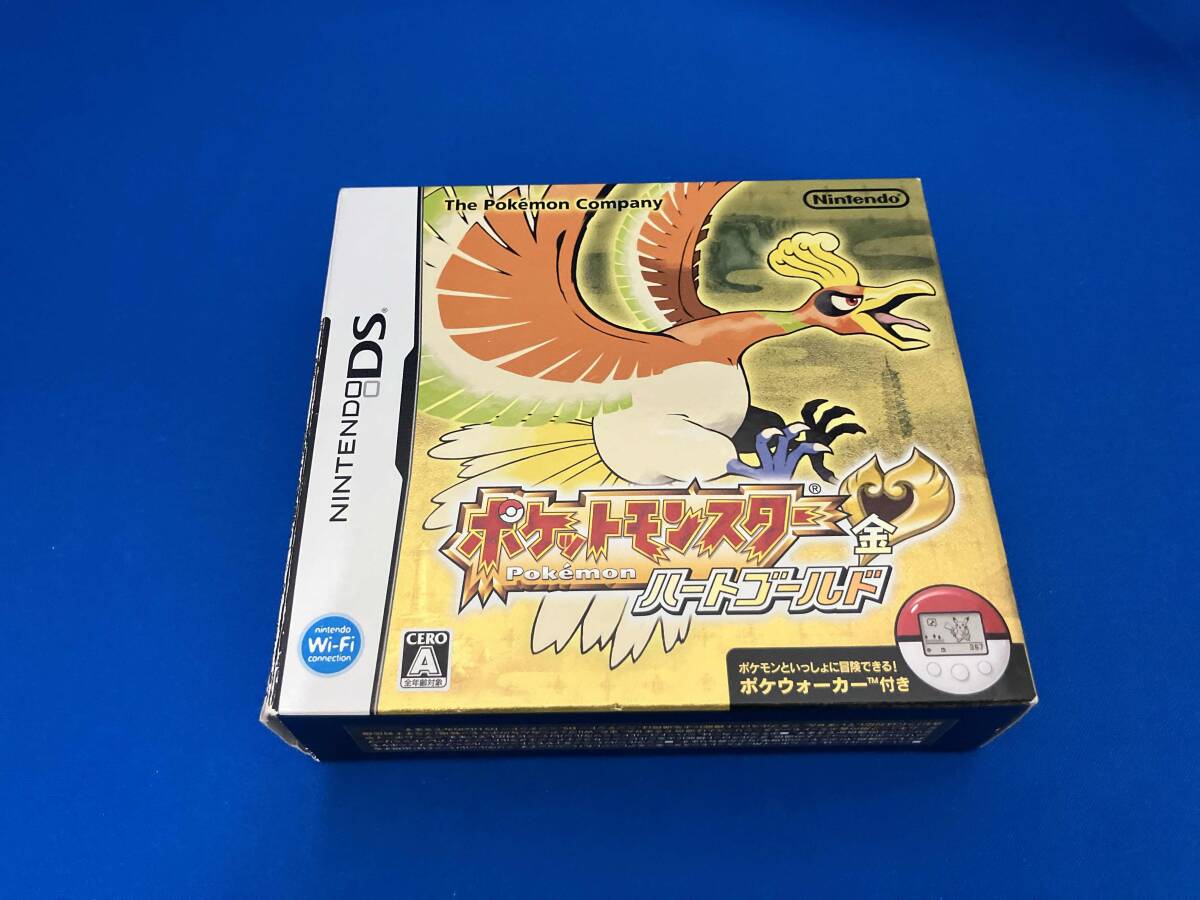 The Pokémon Company
Nintendo®
NINTENDO DS®
ポケットモンスター®
金
Pokémon
ハートゴールド
nintendo
Wi-Fi
connection
CERO
A
全年齢対象
367
ポケモンといっしょに冒険できる!
ポケウォーカー™付き